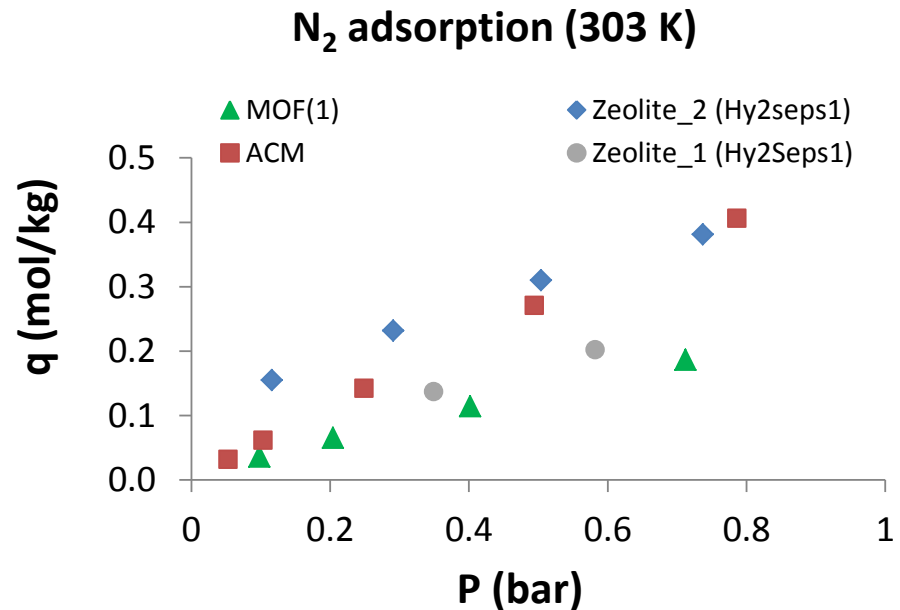 N₂ adsorption (303 K)
MOF(1)
Zeolite_2 (Hy2seps1)
ACM
Zeolite_1 (Hy2Seps1)
q (mol/kg)
0.5
0.4
0.3
0.2
0.1
0.0
0 0.2 0.4 0.6 0.8 1
P (bar)